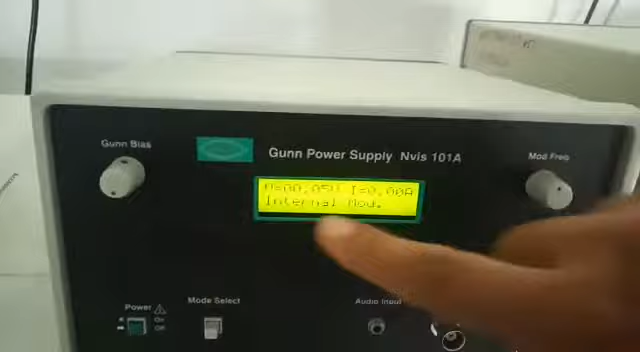 Gunn Bias
Gunn Power Supply Nvis 101A
Mod Freq
V=00.05V I=0.00A
Internal Mod.
Power
On
Off
Mode Select
Audio Input